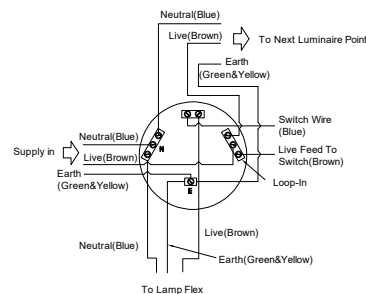 Neutral(Blue)
Live(Brown)
To Next Luminaire Point
Earth
(Green&Yellow)
Switch Wire
(Blue)
Neutral(Blue)
N
Supply in
Live(Brown)
Live Feed To
Switch(Brown)
Earth
(Green&Yellow)
E
Loop-In
Live(Brown)
Neutral(Blue)
Earth(Green&Yellow)
To Lamp Flex